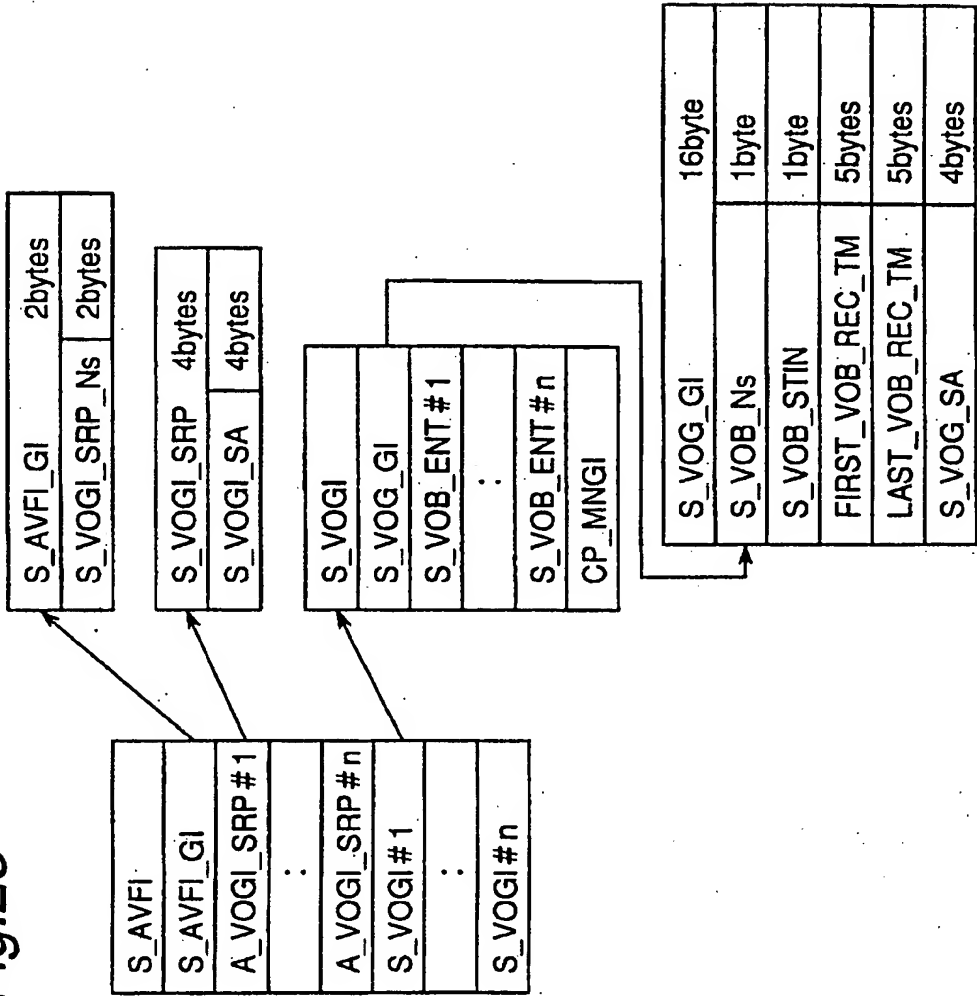 S_AVFI
S_AVFI_GI
A_VOGI_SRP#1
:
A_VOGI_SRP#n
S_VOGI#1
:
S_VOGI#n
S_AVFI_GI 2bytes
S_VOGI_SRP_Ns 2bytes
S_VOGI_SRP 4bytes
S_VOGI_SA 4bytes
S_VOGI
S_VOG_GI
S_VOB_ENT#1
:
S_VOB_ENT#n
CP_MNGI
S_VOG_GI 16byte
S_VOB_Ns 1byte
S_VOB_STIN 1byte
FIRST_VOB_REC_TM 5bytes
LAST_VOB_REC_TM 5bytes
S_VOG_SA 4bytes